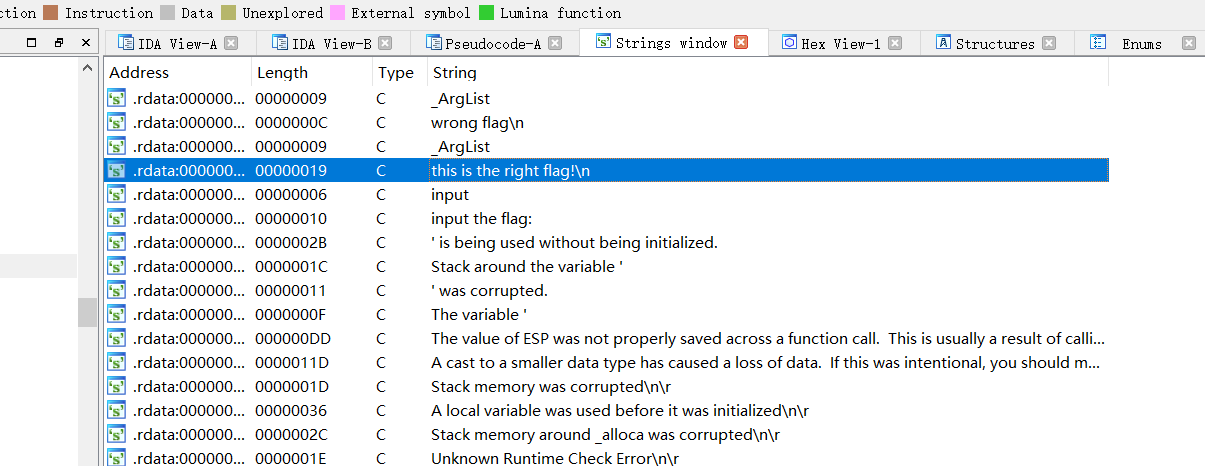 ction Instruction Data Unexplored External symbol Lumina function
IDA View-A IDA View-B Pseudocode-A Strings window Hex View-1 Structures Enums
Address Length Type String
.rdata:000000... 00000009 C _ArgList
.rdata:000000... 0000000C C wrong flag\n
.rdata:000000... 00000009 C _ArgList
.rdata:000000... 00000019 C this is the right flag!\n
.rdata:000000... 00000006 C input
.rdata:000000... 00000010 C input the flag:
.rdata:000000... 0000002B C ' is being used without being initialized.
.rdata:000000... 0000001C C Stack around the variable '
.rdata:000000... 00000011 C ' was corrupted.
.rdata:000000... 0000000F C The variable '
.rdata:000000... 000000DD C The value of ESP was not properly saved across a function call.  This is usually a result of calli...
.rdata:000000... 0000011D C A cast to a smaller data type has caused a loss of data.  If this was intentional, you should m...
.rdata:000000... 0000001D C Stack memory was corrupted\n\r
.rdata:000000... 00000036 C A local variable was used before it was initialized\n\r
.rdata:000000... 0000002C C Stack memory around _alloca was corrupted\n\r
.rdata:000000... 0000001E C Unknown Runtime Check Error\n\r